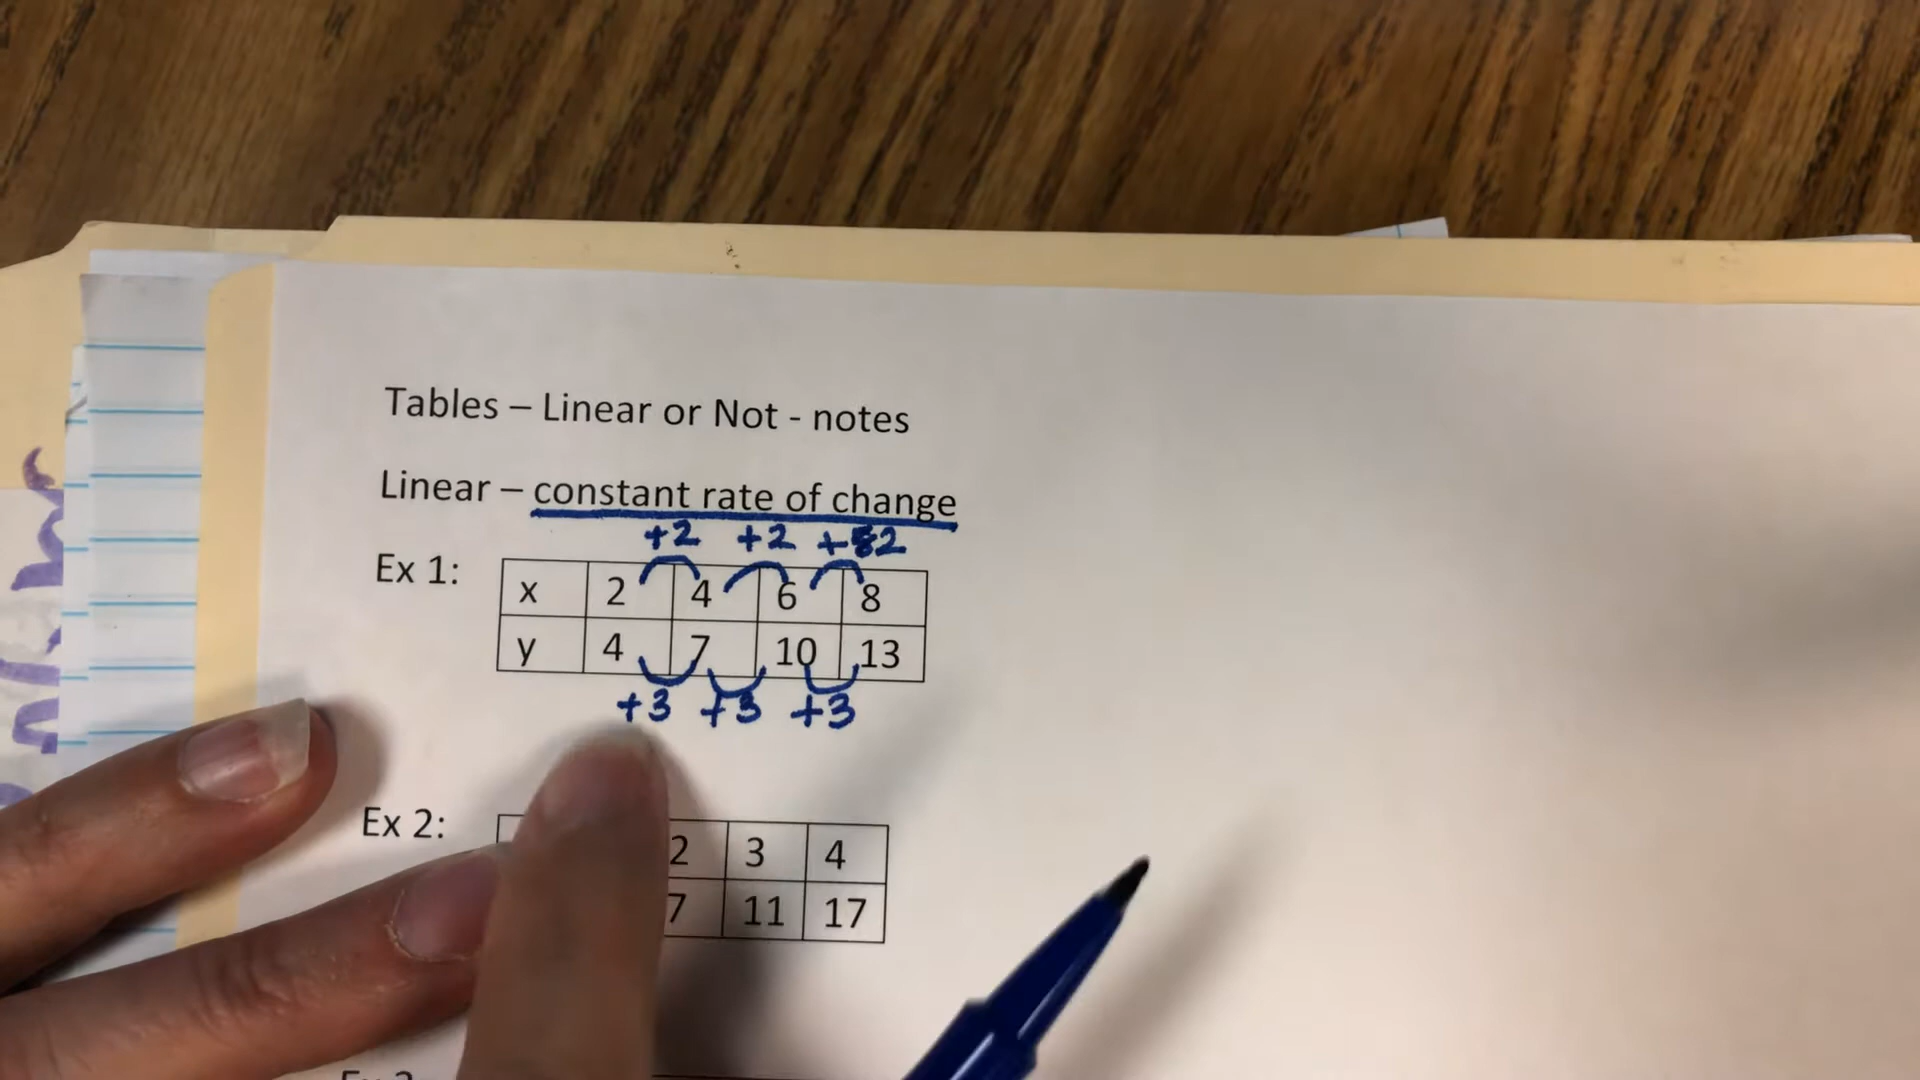 Tables – Linear or Not - notes
Linear – constant rate of change
+2 +2 +2
Ex 1:
x 2 4 6 8
y 4 7 10 13
+3 +3 +3
Ex 2:
2 3 4
7 11 17